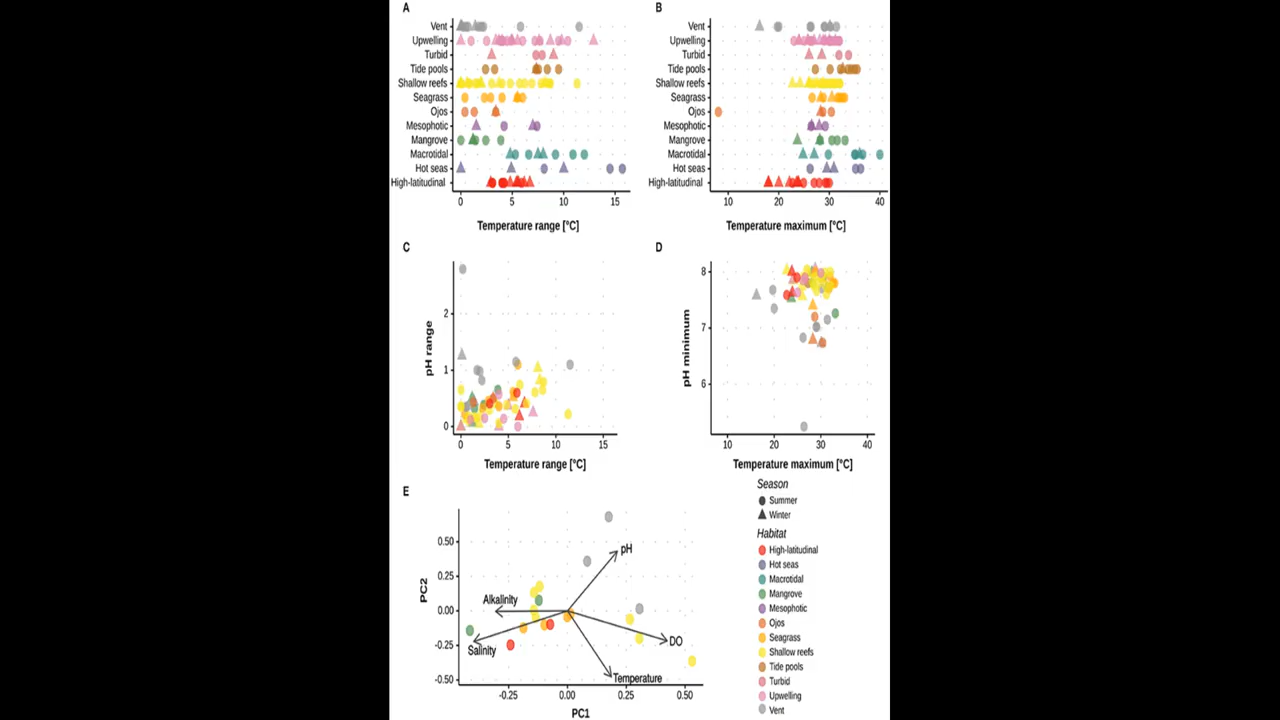 A
Vent
Upwelling
Turbid
Tide pools
Shallow reefs
Seagrass
Ojos
Mesophotic
Mangrove
Macrotidal
Hot seas
High-latitudinal
0 5 10 15
Temperature range [°C]
B
Vent
Upwelling
Turbid
Tide pools
Shallow reefs
Seagrass
Ojos
Mesophotic
Mangrove
Macrotidal
Hot seas
High-latitudinal
10 20 30 40
Temperature maximum [°C]
C
pH range
2
1
0
0 5 10 15
Temperature range [°C]
D
pH minimum
8
7
6
10 20 30 40
Temperature maximum [°C]
E
PC2
0.50
0.25
0.00
-0.25
-0.50
pH
Alkalinity
Salinity
DO
Temperature
-0.25 0.00 0.25 0.50
PC1
Season
Summer
Winter
Habitat
High-latitudinal
Hot seas
Macrotidal
Mangrove
Mesophotic
Ojos
Seagrass
Shallow reefs
Tide pools
Turbid
Upwelling
Vent